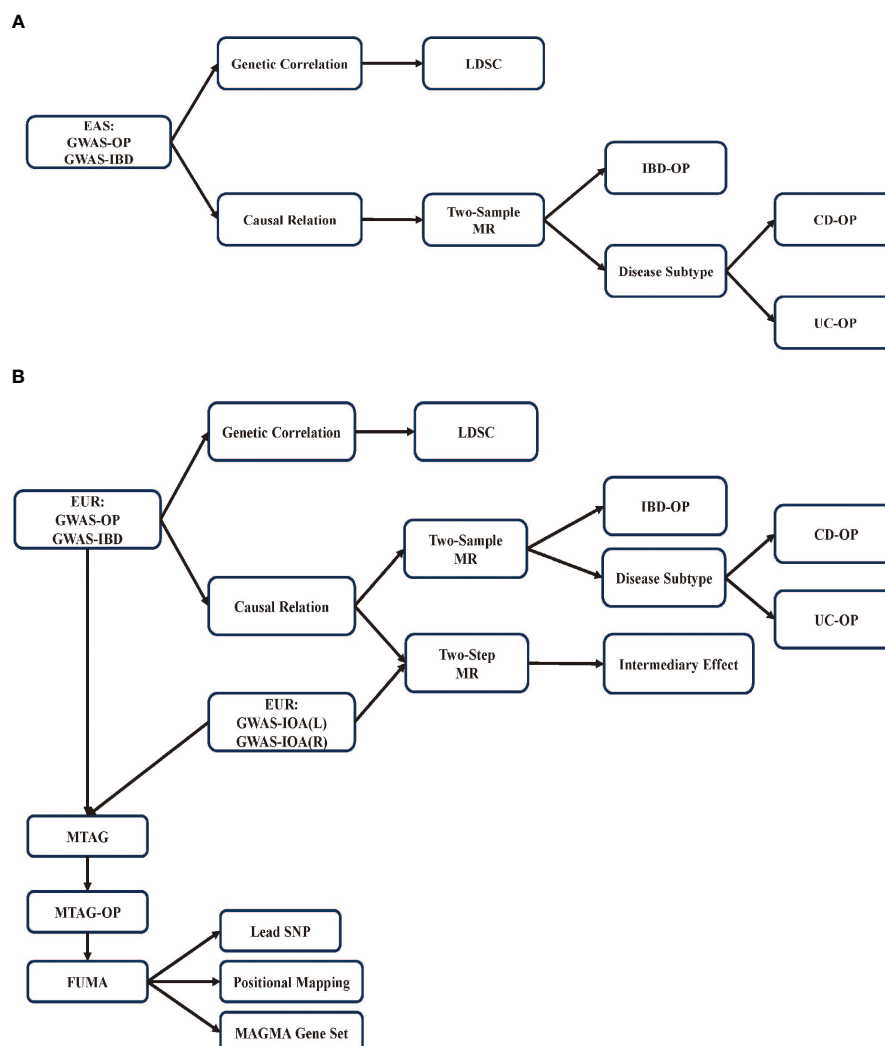 A
Genetic Correlation
LDSC
EAS:
GWAS-OP
GWAS-IBD
Causal Relation
Two-Sample
MR
IBD-OP
Disease Subtype
CD-OP
UC-OP
B
Genetic Correlation
LDSC
EUR:
GWAS-OP
GWAS-IBD
Causal Relation
Two-Sample
MR
IBD-OP
Disease Subtype
CD-OP
UC-OP
Two-Step
MR
Intermediary Effect
EUR:
GWAS-IOA(L)
GWAS-IOA(R)
MTAG
MTAG-OP
FUMA
Lead SNP
Positional Mapping
MAGMA Gene Set